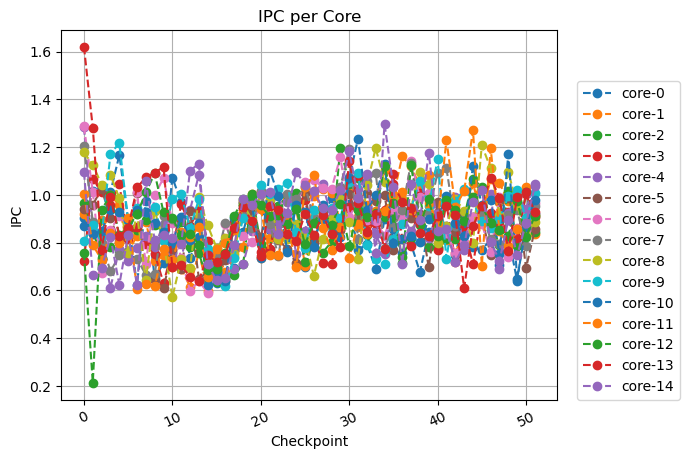 IPC per Core
IPC
1.6
1.4
1.2
1.0
0.8
0.6
0.4
0.2
0
10
20
30
40
50
Checkpoint
core-0
core-1
core-2
core-3
core-4
core-5
core-6
core-7
core-8
core-9
core-10
core-11
core-12
core-13
core-14